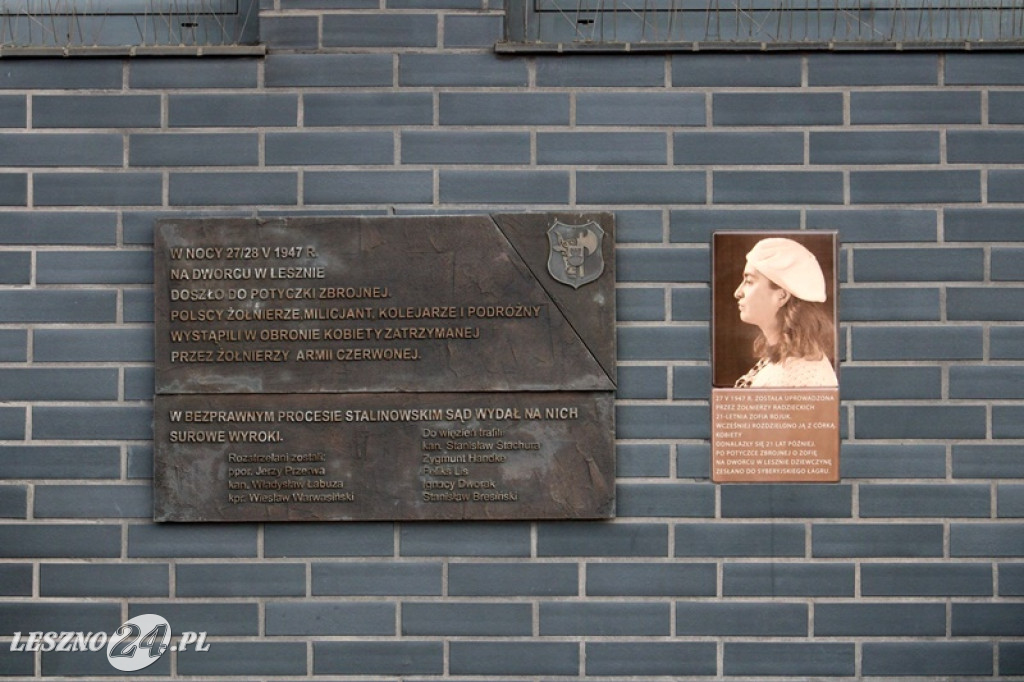 W NOCY 27/28 V 1947 R.
NA DWORCU W LESZNIE
DOSZŁO DO POTYCZKI ZBROJNEJ.
POLSCY ŻOŁNIERZE, MILICJANT, KOLEJARZE I PODRÓŻNY
WYSTĄPILI W OBRONIE KOBIETY ZATRZYMANEJ
PRZEZ ŻOŁNIERZY ARMII CZERWONEJ.
W BEZPRAWNYM PROCESIE STALINOWSKIM SĄD WYDAŁ NA NICH
SUROWE WYROKI.
Rozstrzelani zostali:
ppor. Jerzy Przerwa
kan. Władysław Łabuza
kpr. Wiesław Warwasiński
Do więzień trafili
kan. Stanisław Stachura
Zygmunt Handke
Feliks Lis
Ignacy Dworak
Stanisław Bresiński
27 V 1947 R. ZOSTAŁA UPROWADZONA
PRZEZ ŻOŁNIERZY RADZIECKICH
21-LETNIA ZOFIA ROJUK.
WCZEŚNIEJ ROZDZIELONO JĄ Z CÓRKĄ.
KOBIETY
ODNALAZŁY SIĘ 21 LAT PÓŹNIEJ.
PO POTYCZCE ZBROJNEJ O ZOFIĘ
NA DWORCU W LESZNIE DZIEWCZYNĘ
ZESŁANO DO SYBERYJSKIEGO ŁAGRU.
LESZNO24.PL